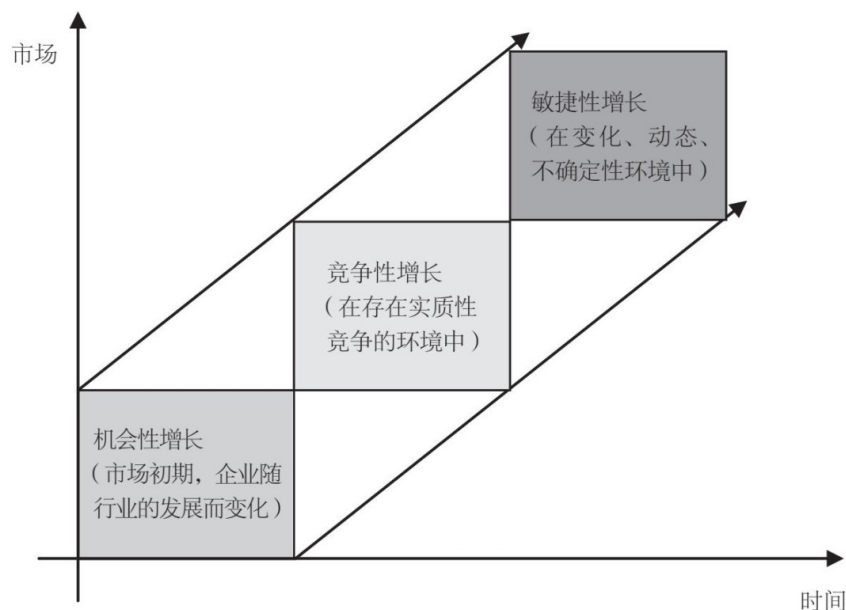 市场
敏捷性增长
（在变化、动态、
不确定性环境中）
竞争性增长
（在存在实质性
竞争的环境中）
机会性增长
（市场初期，企业随
行业的发展而变化）
时间